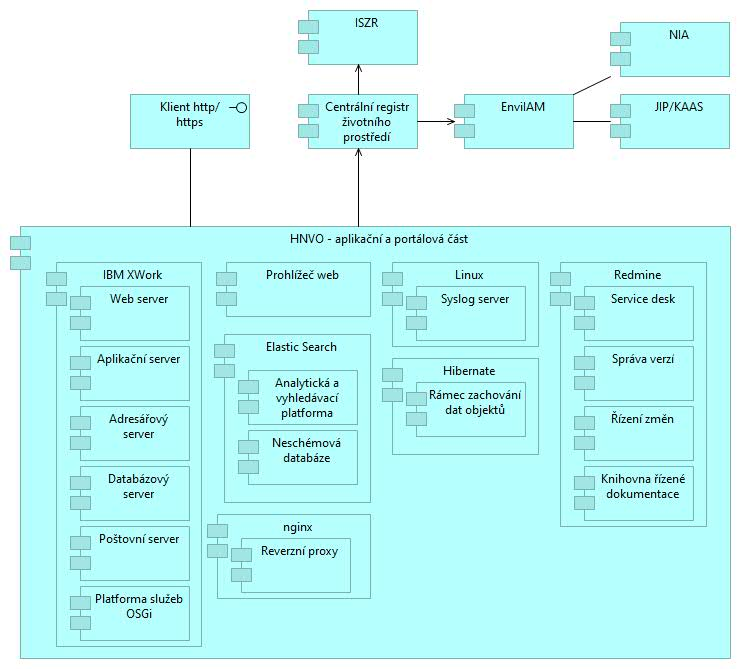 ISZR
NIA
Klient http/
https
Centrální registr
životního
prostředí
EnviIAM
JIP/KAAS
HNVO - aplikační a portálová část
IBM XWork
Web server
Aplikační server
Adresářový
server
Databázový
server
Poštovní server
Platforma služeb
OSGi
Prohlížeč web
Elastic Search
Analytická a
vyhledávací
platforma
Neschémová
databáze
nginx
Reverzní proxy
Linux
Syslog server
Hibernate
Rámec zachování
dat objektů
Redmine
Service desk
Správa verzí
Řízení změn
Knihovna řízené
dokumentace